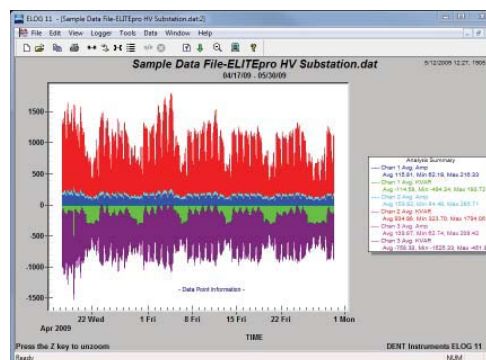 ELOG 11 - [Sample Data File-ELITEpro HV Substation.dat:2]
File Edit View Logger Tools Data Window Help
Sample Data File-ELITEpro HV Substation.dat
04/17/09 - 05/30/09
1500
1000
500
0
-500
-1000
-1500
Analysis Summary
Chan 1 Avg. Amp
Chan 1 Avg. KVAR
Chan 2 Avg. Amp
Chan 2 Avg. KVAR
Chan 3 Avg. Amp
Chan 3 Avg. KVAR
- Data Point Information -
22 Wed 1 Fri 8 Fri 15 Fri 22 Fri 1 Mon
Apr 2009
TIME
Press the Z key to unzoom
DENT Instruments ELOG 11
Ready
NUM